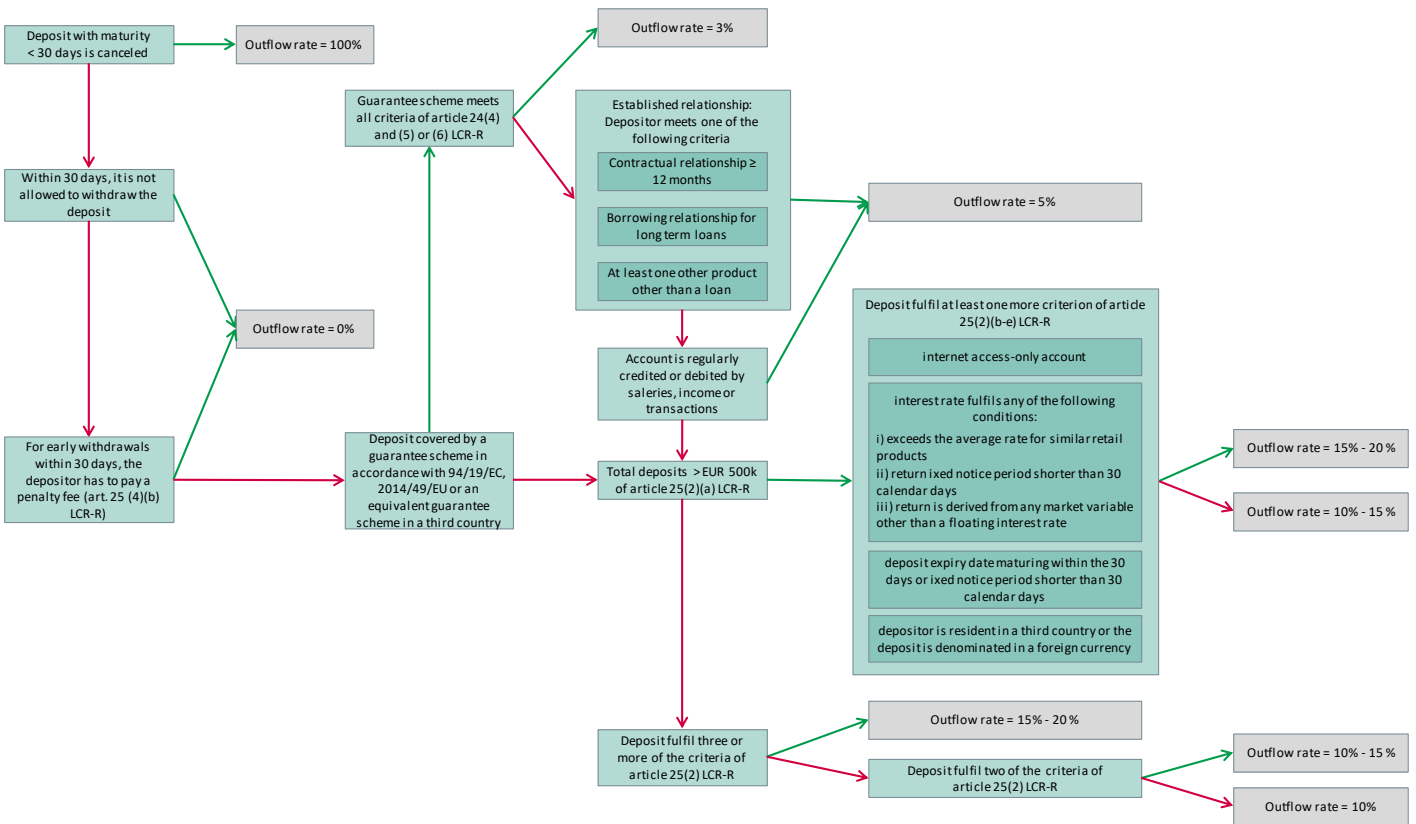 Deposit with maturity
< 30 days is canceled
Outflow rate = 100%
Within 30 days, it is not
allowed to withdraw the
deposit
Outflow rate = 0%
For early withdrawals
within 30 days, the
depositor has to pay a
penalty fee (art. 25 (4)(b)
LCR-R)
Guarantee scheme meets
all criteria of article 24(4)
and (5) or (6) LCR-R
Outflow rate = 3%
Deposit covered by a
guarantee scheme in
accordance with 94/19/EC,
2014/49/EU or an
equivalent guarantee
scheme in a third country
Established relationship:
Depositor meets one of the
following criteria
Contractual relationship ≥
12 months
Borrowing relationship for
long term loans
At least one other product
other than a loan
Outflow rate = 5%
Account is regularly
credited or debited by
saleries, income or
transactions
Total deposits > EUR 500k
of article 25(2)(a) LCR-R
Deposit fulfil at least one more criterion of article
25(2)(b-e) LCR-R
internet access-only account
interest rate fulfils any of the following
conditions:
i) exceeds the average rate for similar retail
products
ii) return ixed notice period shorter than 30
calendar days
iii) return is derived from any market variable
other than a floating interest rate
deposit expiry date maturing within the 30
days or ixed notice period shorter than 30
calendar days
depositor is resident in a third country or the
deposit is denominated in a foreign currency
Outflow rate = 15% - 20 %
Outflow rate = 10% - 15 %
Deposit fulfil three or
more of the criteria of
article 25(2) LCR-R
Outflow rate = 15% - 20 %
Deposit fulfil two of the criteria of
article 25(2) LCR-R
Outflow rate = 10% - 15 %
Outflow rate = 10%